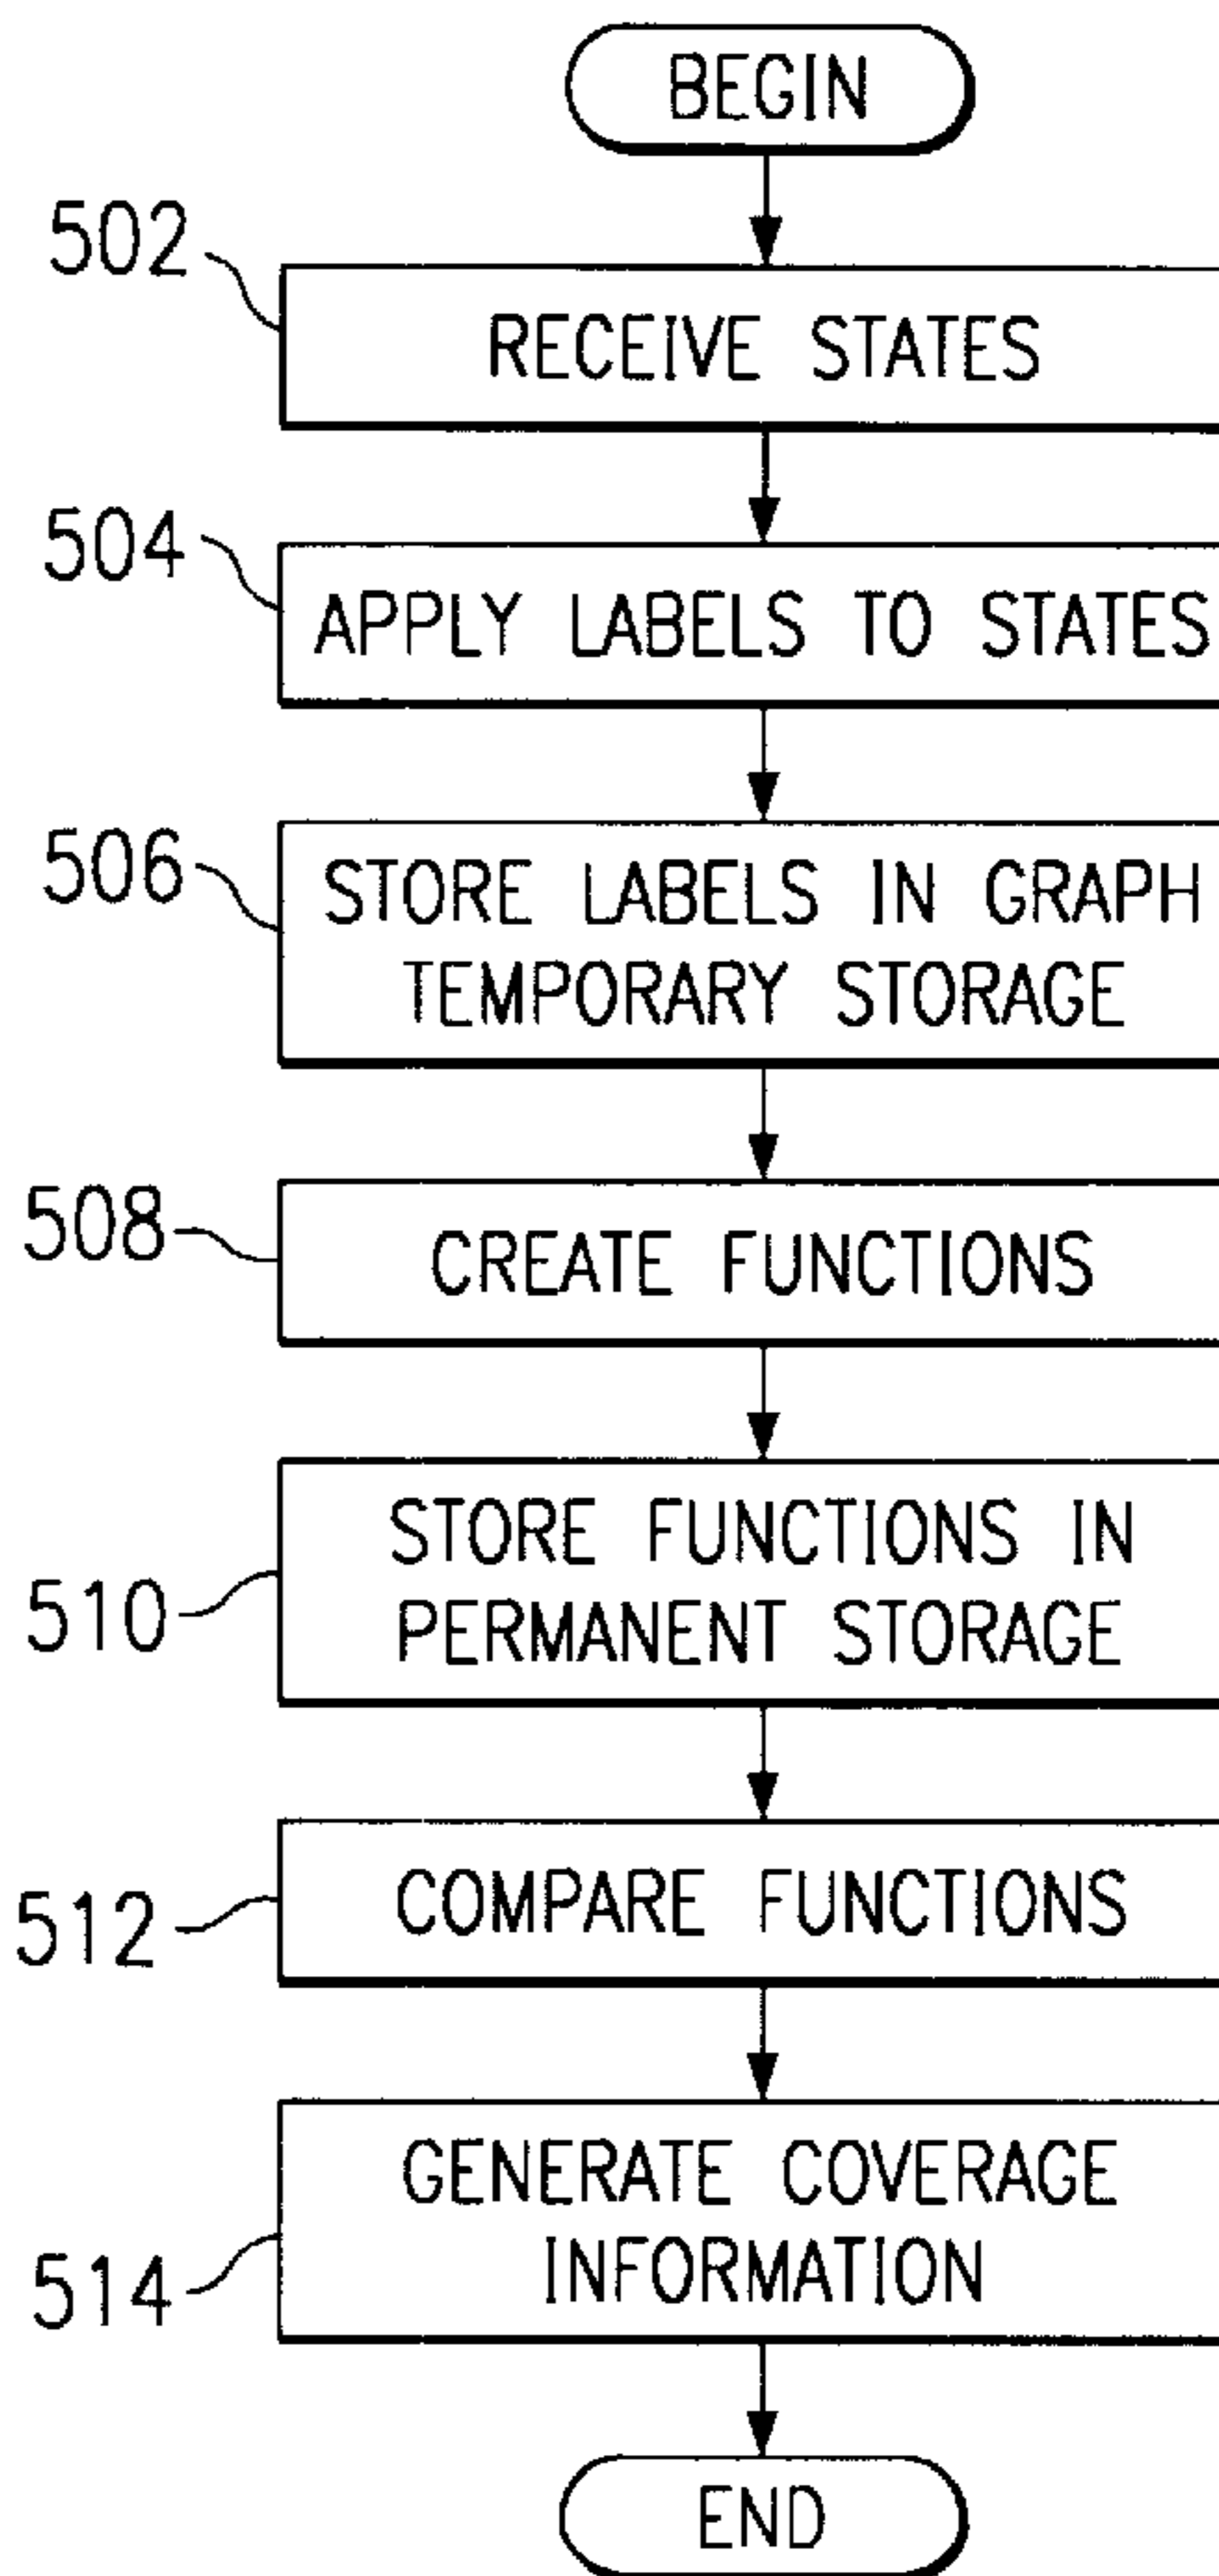 BEGIN
502
RECEIVE STATES
504
APPLY LABELS TO STATES
506
STORE LABELS IN GRAPH
TEMPORARY STORAGE
508
CREATE FUNCTIONS
510
STORE FUNCTIONS IN
PERMANENT STORAGE
512
COMPARE FUNCTIONS
514
GENERATE COVERAGE
INFORMATION
END